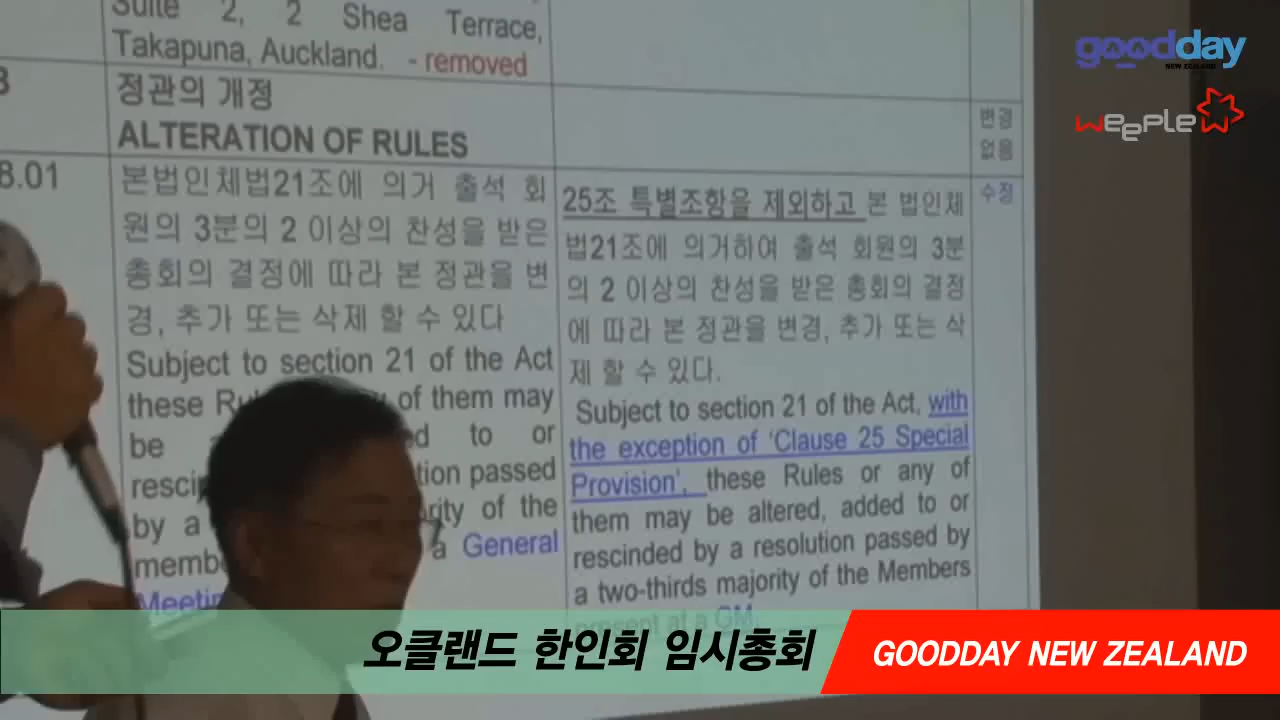 Suite 2, 2 Shea Terrace,
Takapuna, Auckland. - removed
정관의 개정
ALTERATION OF RULES
변경
없음
8.01
본법인체법21조에 의거 출석 회
원의 3분의 2 이상의 찬성을 받은
총회의 결정에 따라 본 정관을 변
경, 추가 또는 삭제 할 수 있다
Subject to section 21 of the Act
these of them may
be to or
passed
by a of the
a General
25조 특별조항을 제외하고 본 법인체
법21조에 의거하여 출석 회원의 3분
의 2 이상의 찬성을 받은 총회의 결정
에 따라 본 정관을 변경, 추가 또는 삭
제 할 수 있다.
Subject to section 21 of the Act, with
the exception of ‘Clause 25 Special
Provision’, these Rules or any of
them may be altered, added to or
rescinded by a resolution passed by
a two-thirds majority of the Members
present at a GM.
수정
goodday
NEW ZEALAND
weeple
오클랜드 한인회 임시총회
GOODDAY NEW ZEALAND